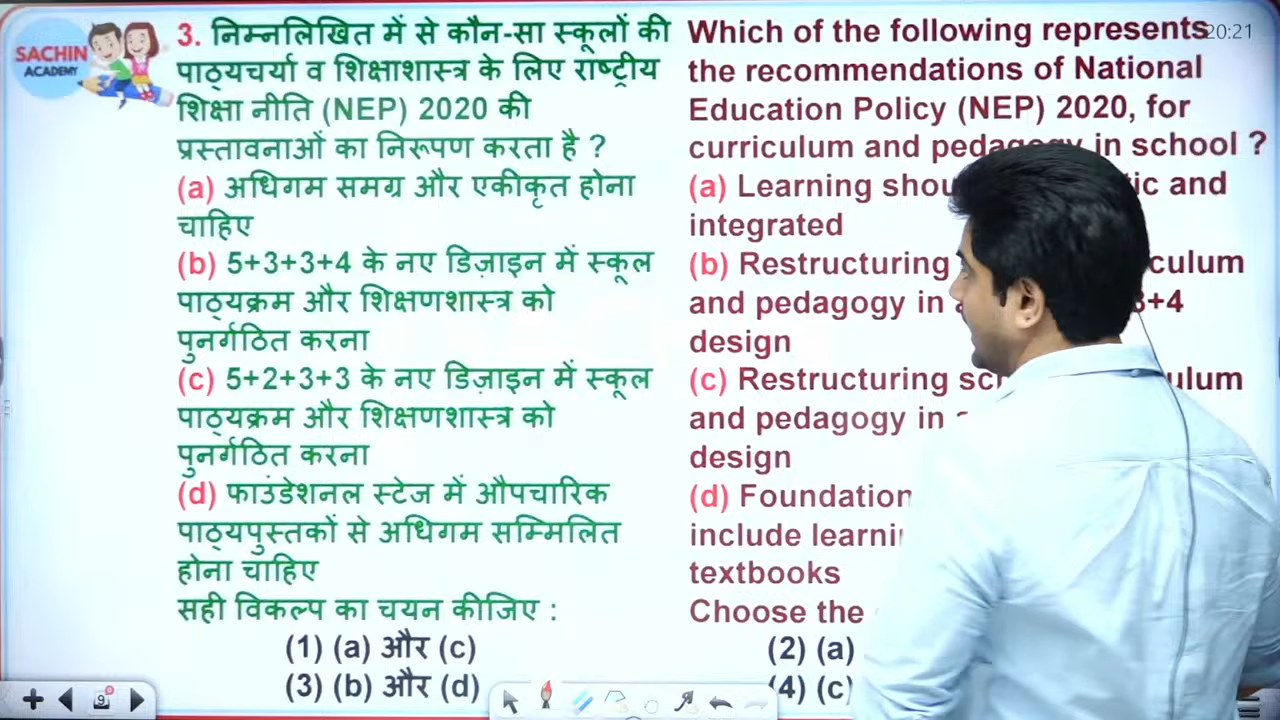 SACHIN
ACADEMY
3. निम्नलिखित में से कौन-सा स्कूलों की
पाठ्यचर्या व शिक्षाशास्त्र के लिए राष्ट्रीय
शिक्षा नीति (NEP) 2020 की
प्रस्तावनाओं का निरूपण करता है ?
(a) अधिगम समग्र और एकीकृत होना
चाहिए
(b) 5+3+3+4 के नए डिज़ाइन में स्कूल
पाठ्यक्रम और शिक्षणशास्त्र को
पुनर्गठित करना
(c) 5+2+3+3 के नए डिज़ाइन में स्कूल
पाठ्यक्रम और शिक्षणशास्त्र को
पुनर्गठित करना
(d) फाउंडेशनल स्टेज में औपचारिक
पाठ्यपुस्तकों से अधिगम सम्मिलित
होना चाहिए
सही विकल्प का चयन कीजिए :
(1) (a) और (c)
(3) (b) और (d)
Which of the following represents
20:21
the recommendations of National
Education Policy (NEP) 2020, for
curriculum and pedagogy in school ?
(a) Learning and
integrated
(b) Restructuring
and pedagogy in +4
design
(c) Restructuring
and pedagogy in
design
(d)
include
textbooks
Choose the
(2) (a)
(4) (c)
9